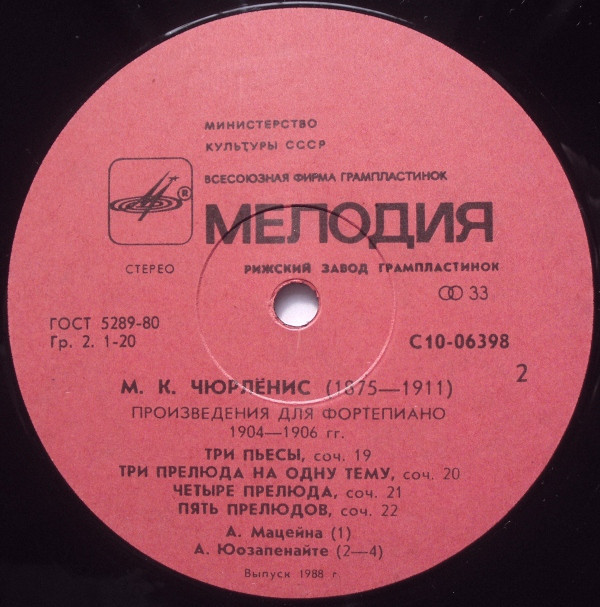 МИНИСТЕРСТВО
КУЛЬТУРЫ СССР
ВСЕСОЮЗНАЯ ФИРМА ГРАМПЛАСТИНОК
®
МЕЛОДИЯ
СТЕРЕО
РИЖСКИЙ ЗАВОД ГРАМПЛАСТИНОК
33
ГОСТ 5289-80
Гр. 2. 1-20
С10-06398
2
М. К. ЧЮРЛЁНИС (1875—1911)
ПРОИЗВЕДЕНИЯ ДЛЯ ФОРТЕПИАНО
1904—1906 гг.
ТРИ ПЬЕСЫ, соч. 19
ТРИ ПРЕЛЮДА НА ОДНУ ТЕМУ, соч. 20
ЧЕТЫРЕ ПРЕЛЮДА, соч. 21
ПЯТЬ ПРЕЛЮДОВ, соч. 22
А. Мацейна (1)
А. Юозапенайте (2—4)
Выпуск 1988 г.